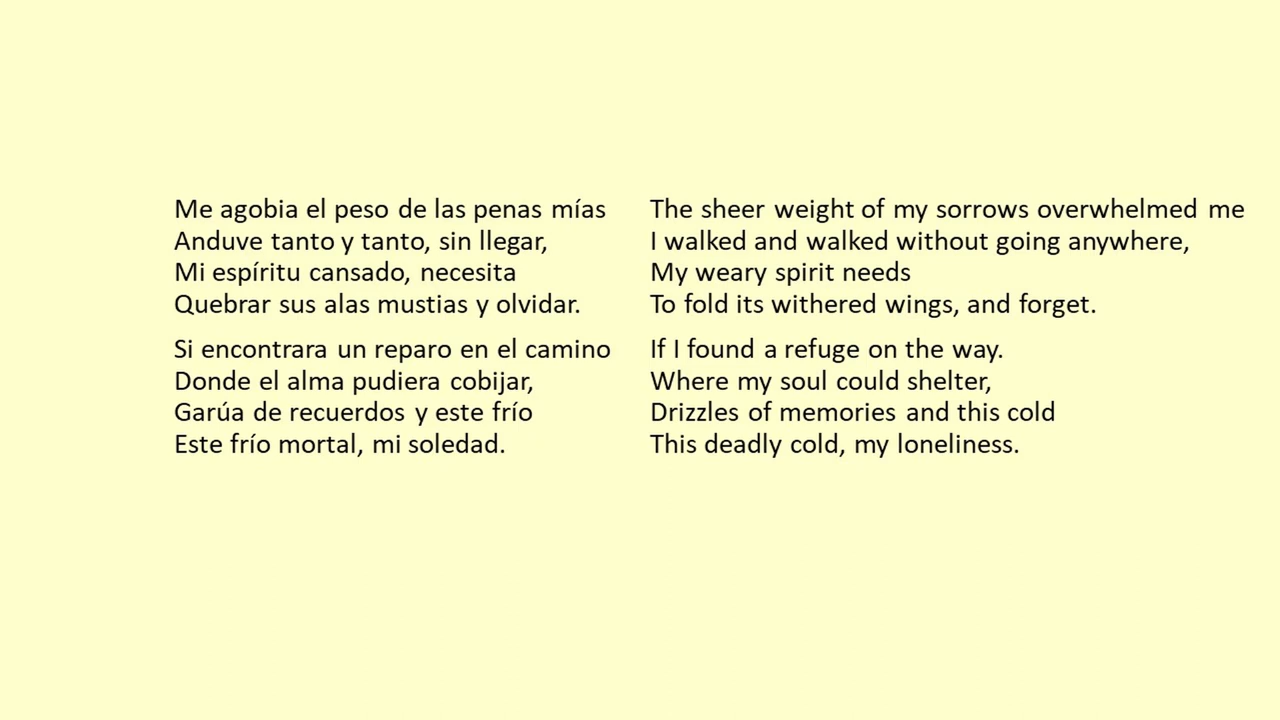 Me agobia el peso de las penas mías
Anduve tanto y tanto, sin llegar,
Mi espíritu cansado, necesita
Quebrar sus alas mustias y olvidar.
Si encontrara un reparo en el camino
Donde el alma pudiera cobijar,
Garúa de recuerdos y este frío
Este frío mortal, mi soledad.
The sheer weight of my sorrows overwhelmed me
I walked and walked without going anywhere,
My weary spirit needs
To fold its withered wings, and forget.
If I found a refuge on the way.
Where my soul could shelter,
Drizzles of memories and this cold
This deadly cold, my loneliness.